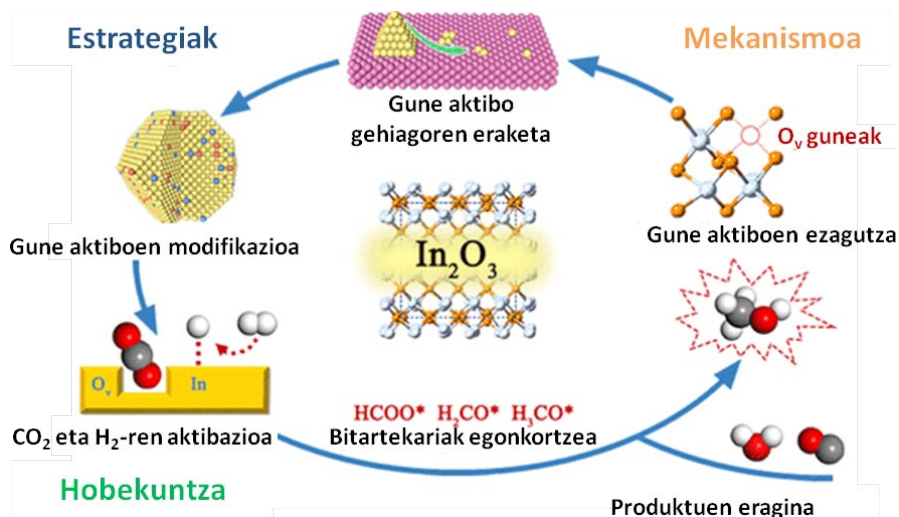 Estrategiak
Mekanismoa
Gune aktibo
gehiagoren eraketa
Oᵥ guneak
Gune aktiboen modifikazioa
Gune aktiboen ezagutza
In₂O₃
Oᵥ
In
CO₂ eta H₂-ren aktibazioa
HCOO* H₂CO* H₃CO*
Bitartekariak egonkortzea
Hobekuntza
Produktuen eragina